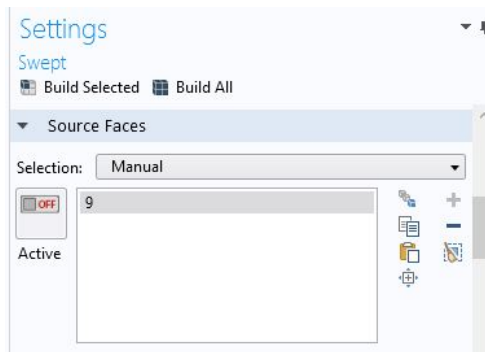 Settings
Swept
Build Selected Build All
Source Faces
Selection: Manual
OFF
9
Active